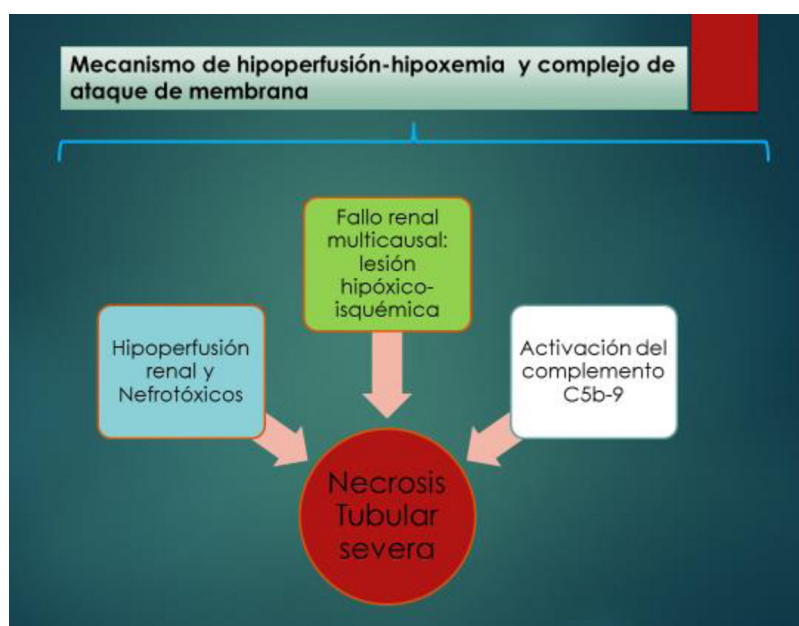 Mecanismo de hipoperfusión-hipoxemia y complejo de
ataque de membrana
Fallo renal
multicausal:
lesión
hipóxico-
isquémica
Hipoperfusión
renal y
Nefrotóxicos
Activación del
complemento
C5b-9
Necrosis
Tubular
severa